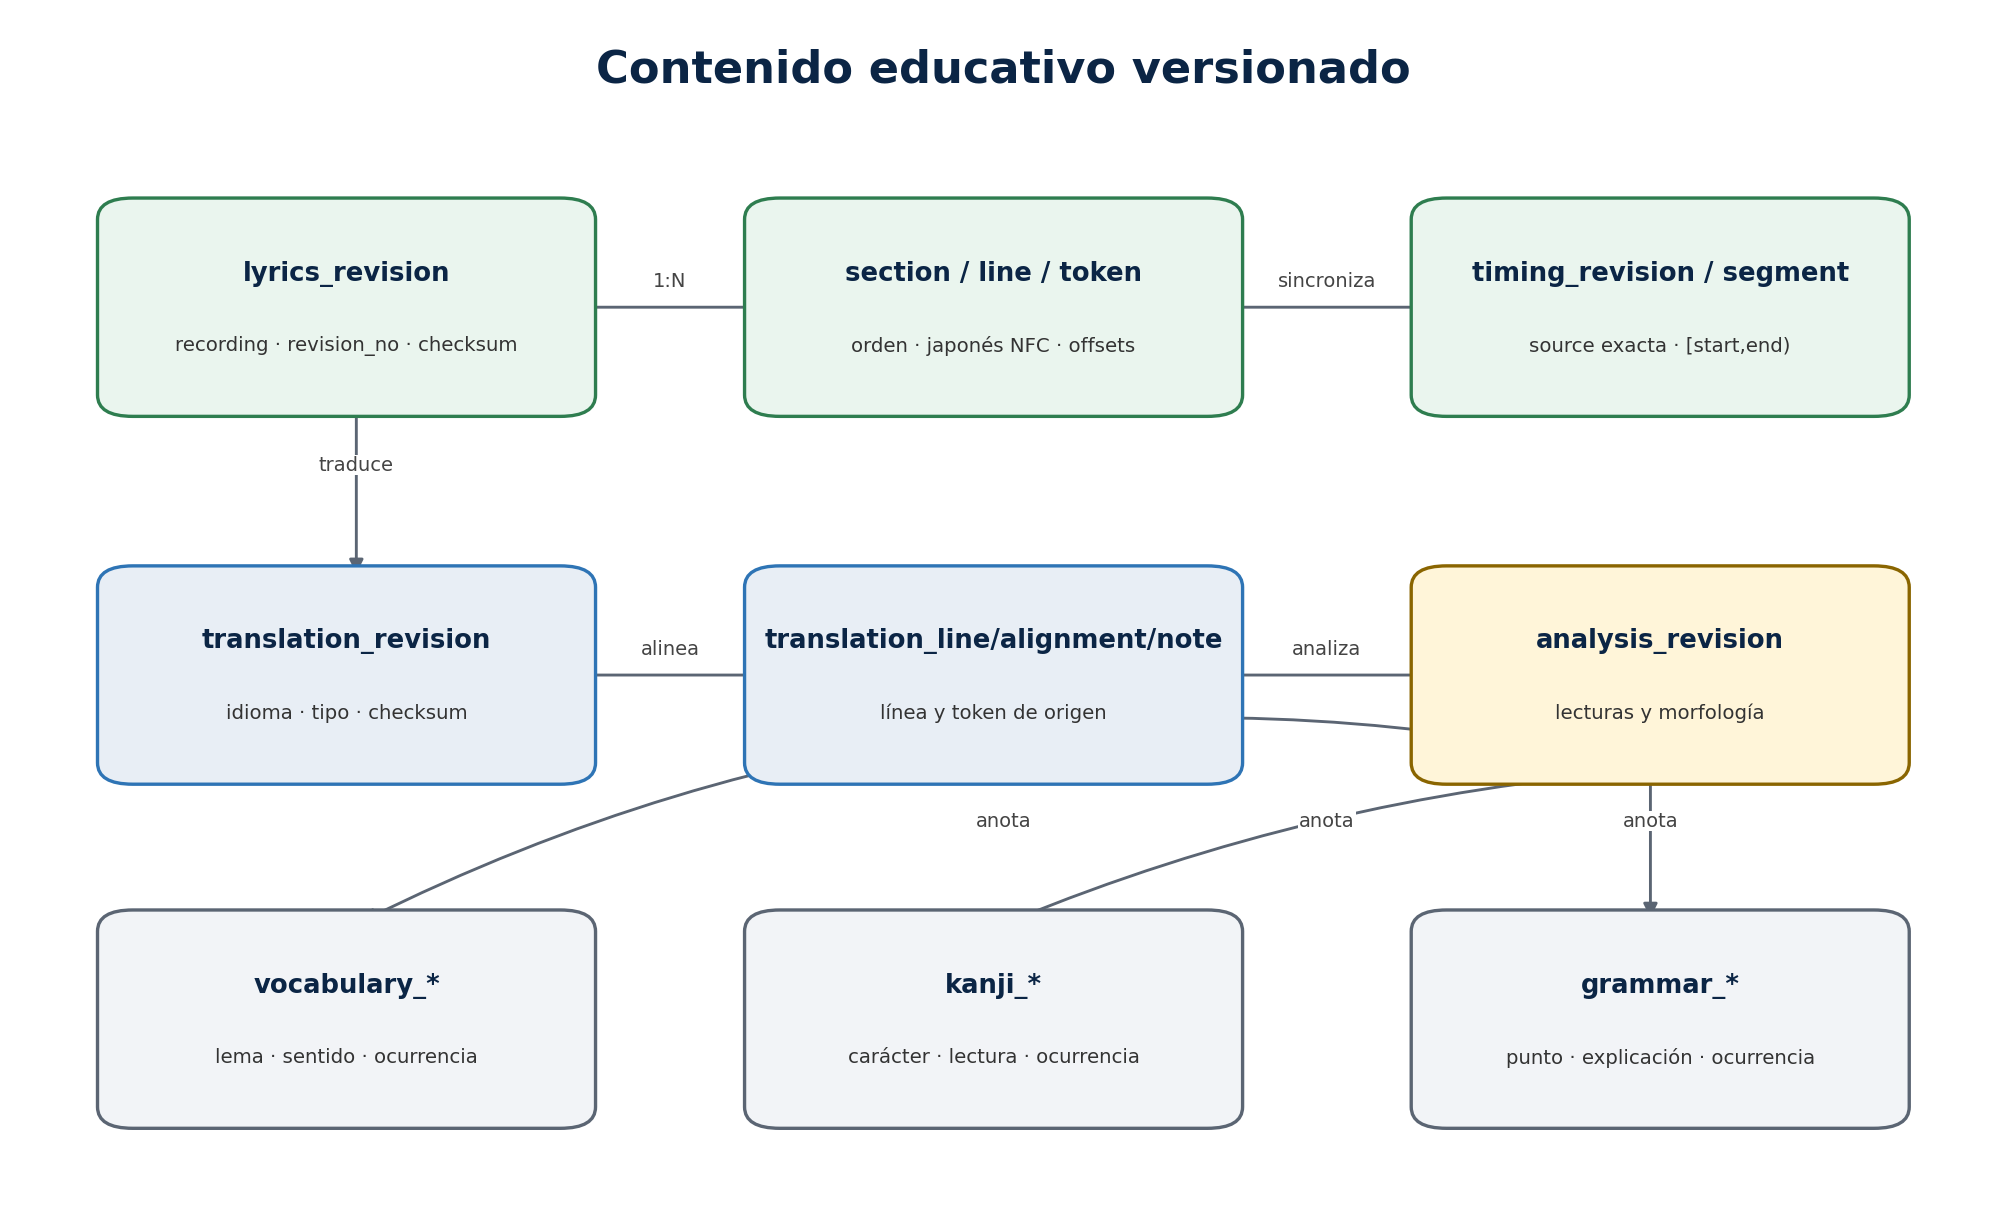 Contenido educativo versionado
lyrics_revision
recording · revision_no · checksum
1:N
section / line / token
orden · japonés NFC · offsets
sincroniza
timing_revision / segment
source exacta · [start,end)
traduce
translation_revision
idioma · tipo · checksum
alinea
translation_line/alignment/note
línea y token de origen
analiza
analysis_revision
lecturas y morfología
anota
anota
anota
vocabulary_*
lema · sentido · ocurrencia
kanji_*
carácter · lectura · ocurrencia
grammar_*
punto · explicación · ocurrencia